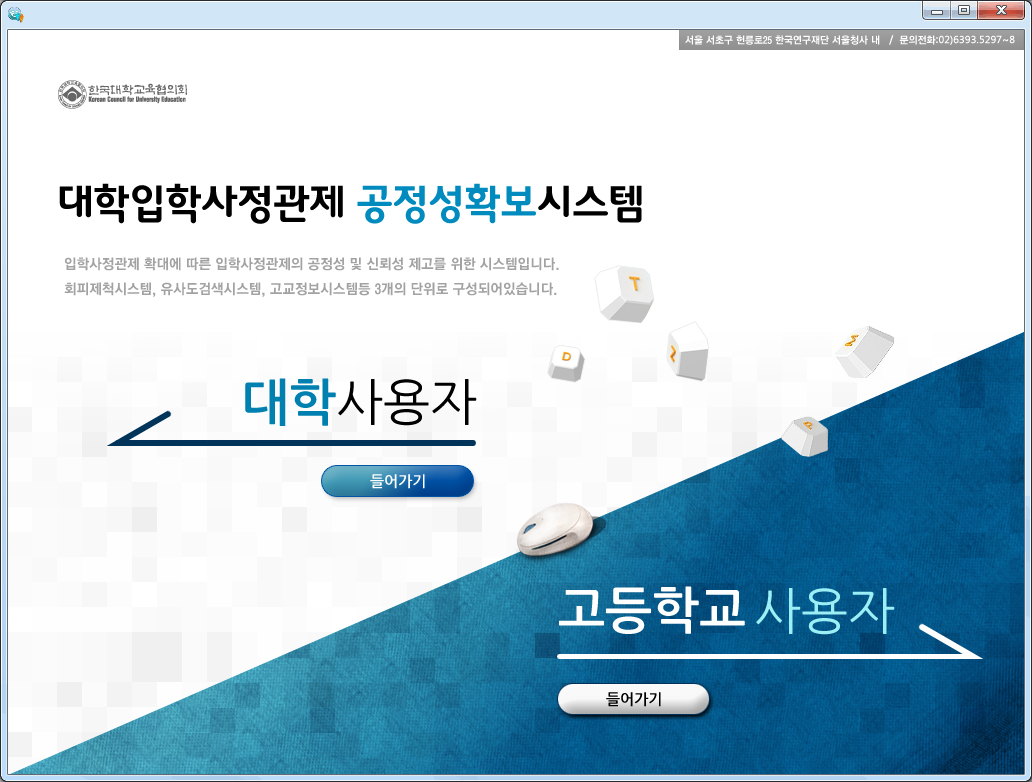 서울 서초구 헌릉로25 한국연구재단 서울청사 내 / 문의전화:02)6393.5297~8
한국대학교육협의회
Korean Council for University Education
대학입학사정관제 공정성확보시스템
입학사정관제 확대에 따른 입학사정관제의 공정성 및 신뢰성 제고를 위한 시스템입니다.
회피제척시스템, 유사도검색시스템, 고교정보시스템등 3개의 단위로 구성되어있습니다.
T
D
대학사용자
들어가기
고등학교 사용자
들어가기